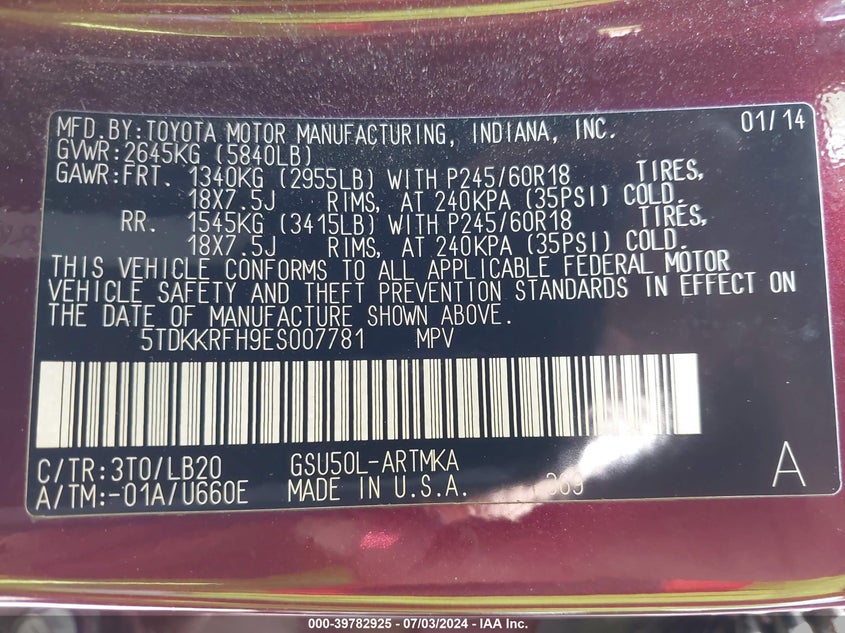 MFD.BY:TOYOTA MOTOR MANUFACTURING, INDIANA, INC. 01/14
GVWR:2645KG (5840LB)
GAWR:FRT. 1340KG (2955LB) WITH P245/60R18 TIRES,
18X7.5J RIMS, AT 240KPA (35PSI) COLD.
RR. 1545KG (3415LB) WITH P245/60R18 TIRES,
18X7.5J RIMS, AT 240KPA (35PSI) COLD.
THIS VEHICLE CONFORMS TO ALL APPLICABLE FEDERAL MOTOR
VEHICLE SAFETY AND THEFT PREVENTION STANDARDS IN EFFECT ON
THE DATE OF MANUFACTURE SHOWN ABOVE.
5TDKKRFH9ES007781 MPV
C/TR:3T0/LB20 GSU50L-ARTMKA
A/TM:-01A/U660E MADE IN U.S.A. A
000-39782925 - 07/03/2024 - IAA Inc.